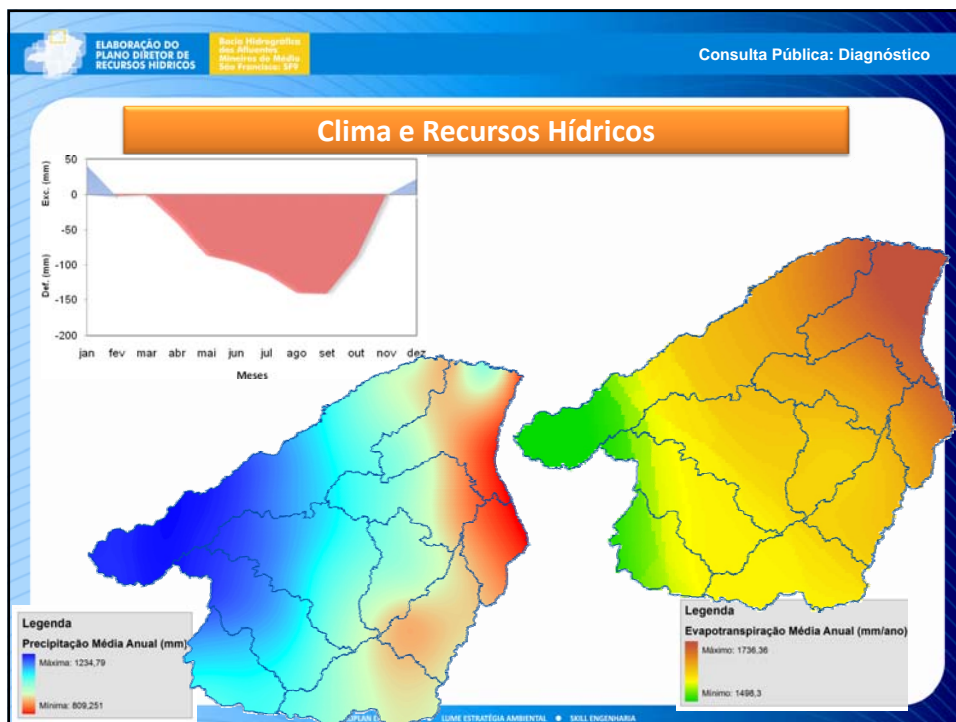 ELABORAÇÃO DO
PLANO DIRETOR DE
RECURSOS HÍDRICOS
Bacia Hidrográfica
dos Afluentes
Mineiros do Médio
São Francisco: SF9
Consulta Pública: Diagnóstico
Clima e Recursos Hídricos
Exc. (mm)
Def. (mm)
50
0
-50
-100
-150
-200
jan fev mar abr mai jun jul ago set out nov dez
Meses
Legenda
Precipitação Média Anual (mm)
Máxima: 1234,79
Mínima: 809,251
Legenda
Evapotranspiração Média Anual (mm/ano)
Máximo: 1736,36
Mínimo: 1498,3
LUME ESTRATÉGIA AMBIENTAL ● SKILL ENGENHARIA